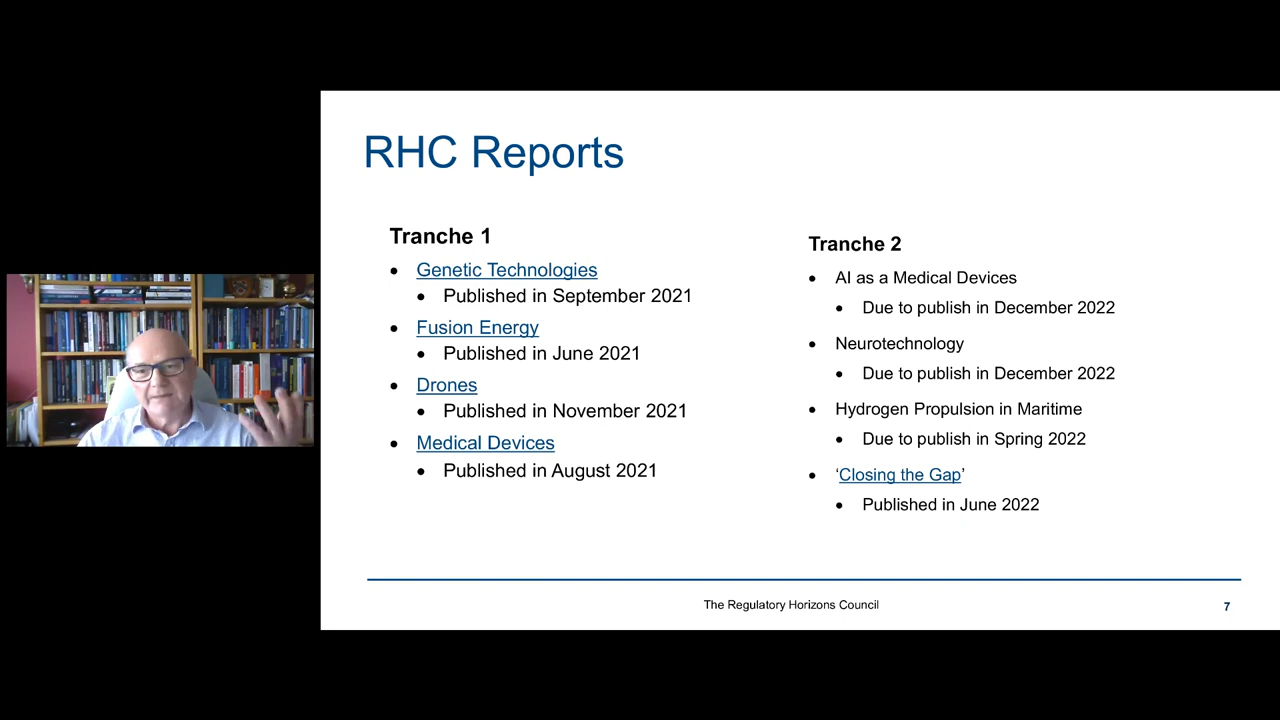 RHC Reports
Tranche 1
• Genetic Technologies
• Published in September 2021
• Fusion Energy
• Published in June 2021
• Drones
• Published in November 2021
• Medical Devices
• Published in August 2021
Tranche 2
• AI as a Medical Devices
• Due to publish in December 2022
• Neurotechnology
• Due to publish in December 2022
• Hydrogen Propulsion in Maritime
• Due to publish in Spring 2022
• ‘Closing the Gap’
• Published in June 2022
The Regulatory Horizons Council
7